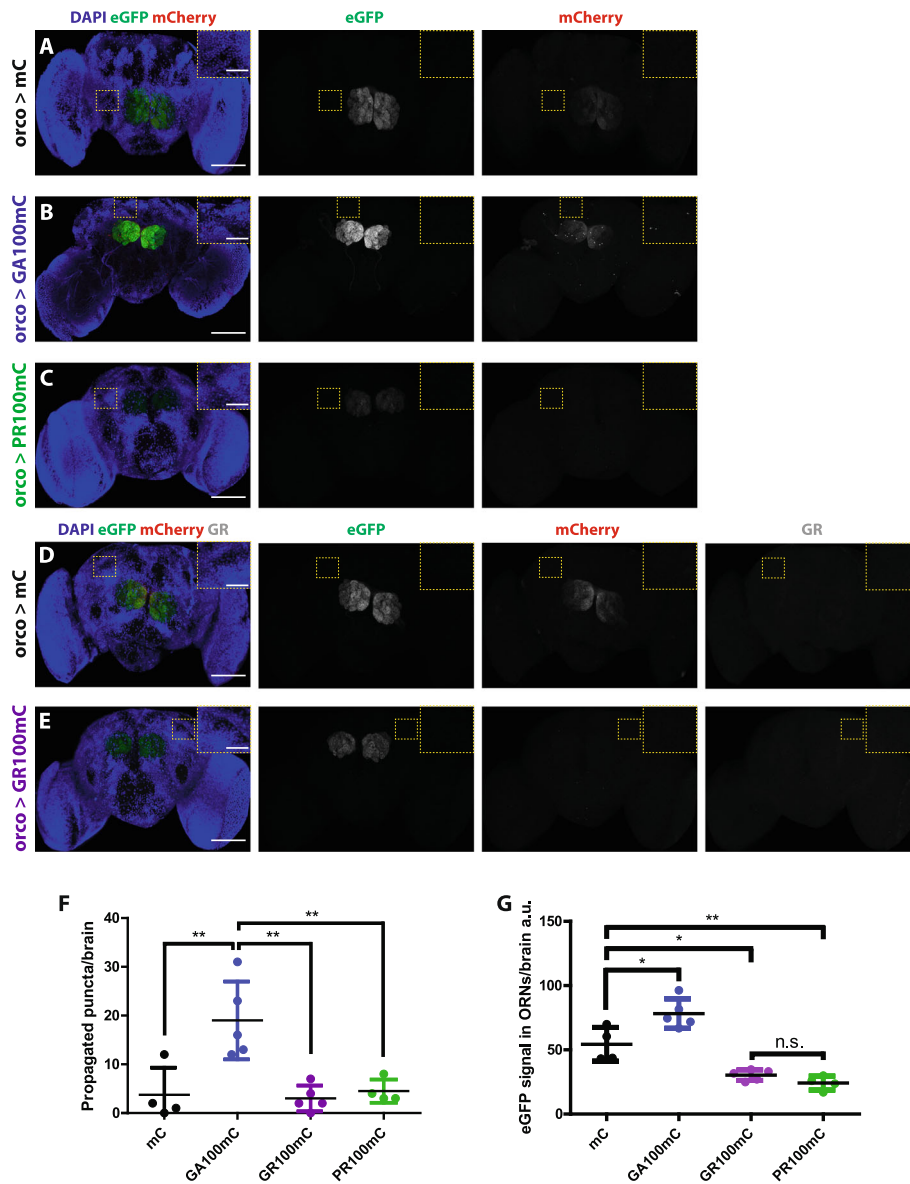 DAPI eGFP mCherry
eGFP
mCherry
A
orco > mC
B
orco > GA100mC
C
orco > PR100mC
DAPI eGFP mCherry GR
eGFP
mCherry
GR
D
orco > mC
E
orco > GR100mC
F
Propagated puncta/brain
40
30
20
10
0
**
**
**
mC
GA100mC
GR100mC
PR100mC
G
eGFP signal in ORNs/brain a.u.
150
100
50
0
**
*
*
n.s.
mC
GA100mC
GR100mC
PR100mC